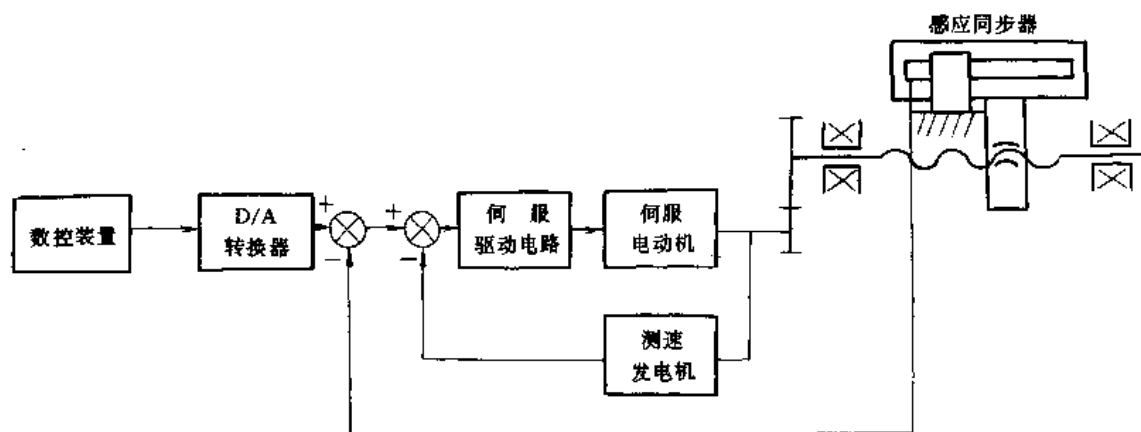 感应同步器
数控装置
D/A
转换器
+
−
+
−
伺 服
驱动电路
伺服
电动机
测速
发电机